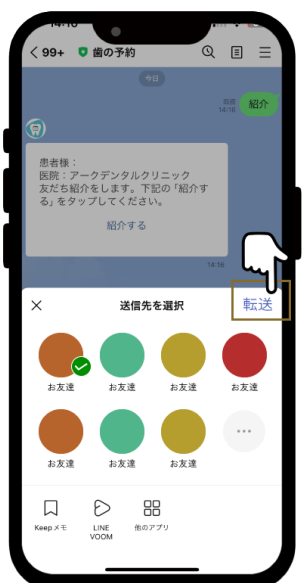 14:16
< 99+ 歯の予約
今日
既読
14:16
紹介
患者様：
医院：アークデンタルクリニック
友だち紹介をします。下記の「紹介す
る」をタップしてください。
紹介する
14:16
× 送信先を選択 転送
お友達 お友達 お友達 お友達
お友達 お友達 お友達 …
Keepメモ LINE 他のアプリ
VOOM